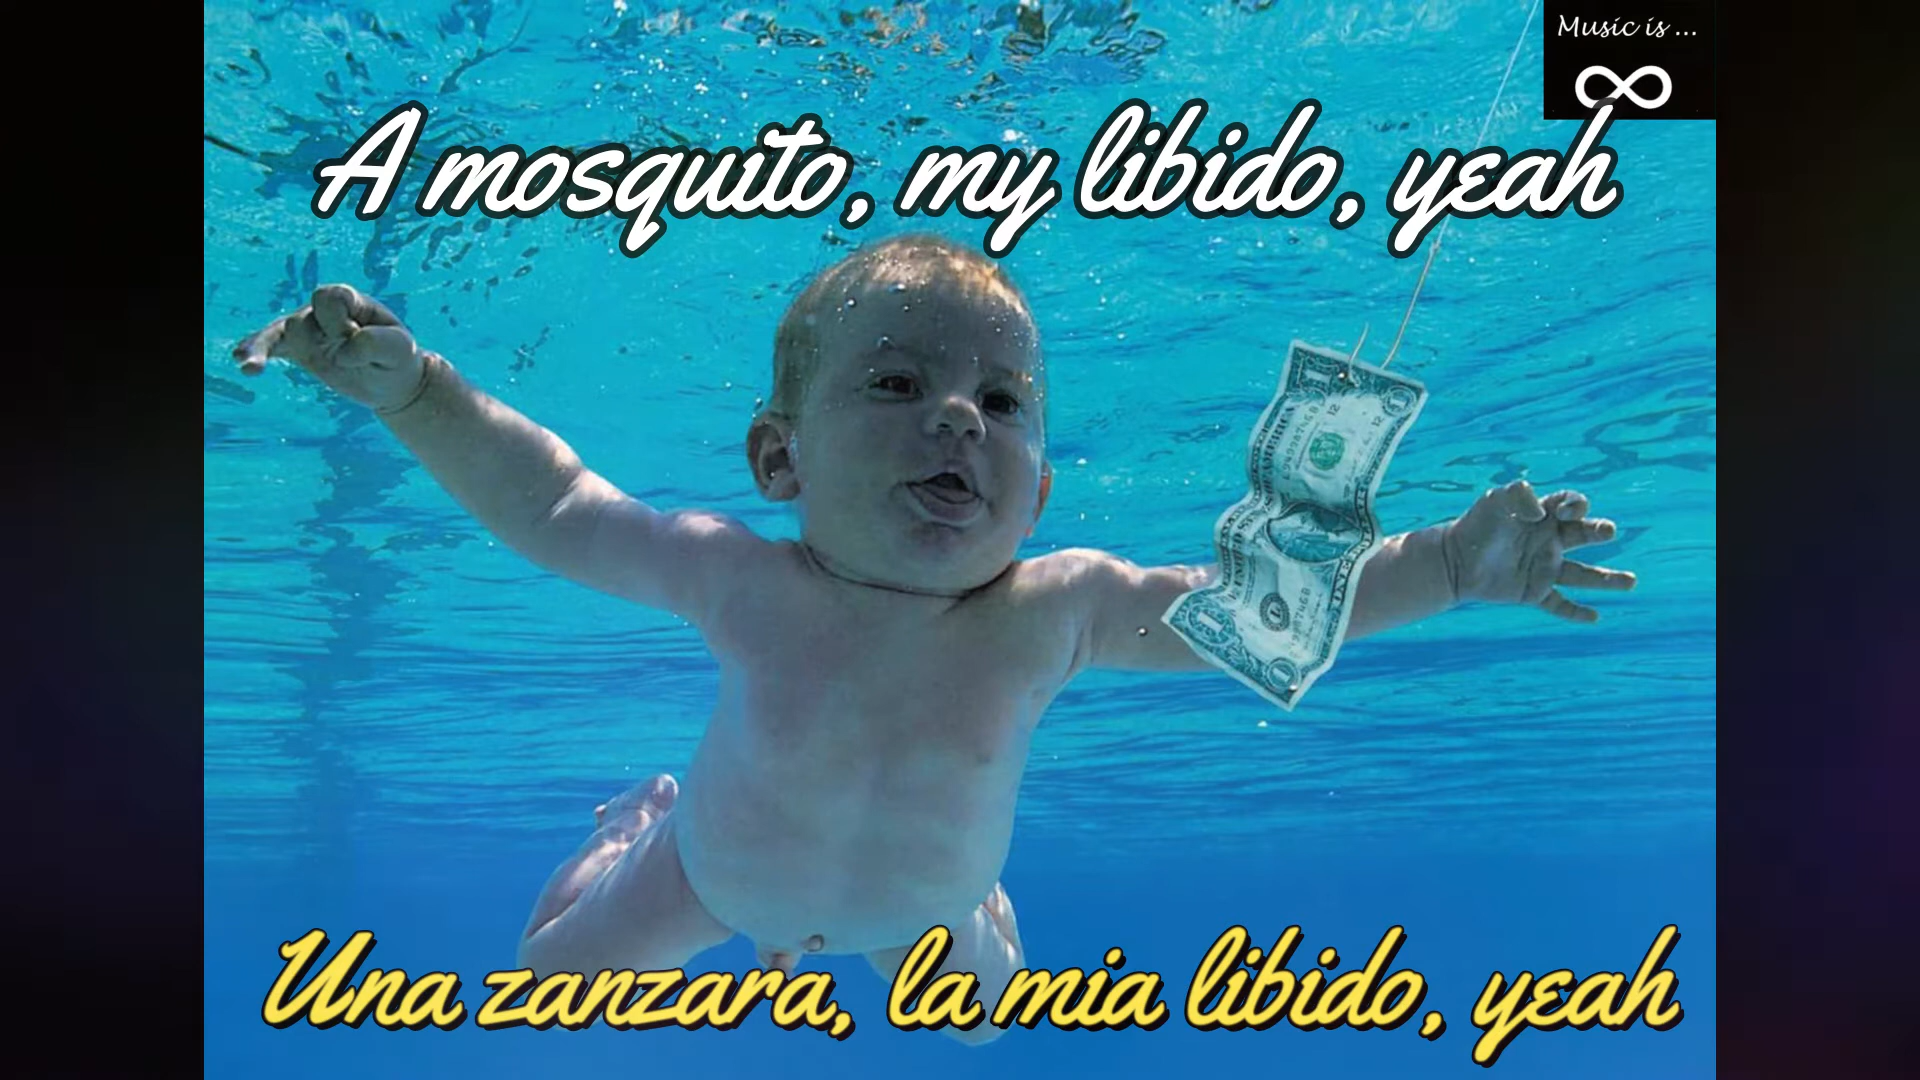 Music is ...
A mosquito, my libido, yeah
Una zanzara, la mia libido, yeah